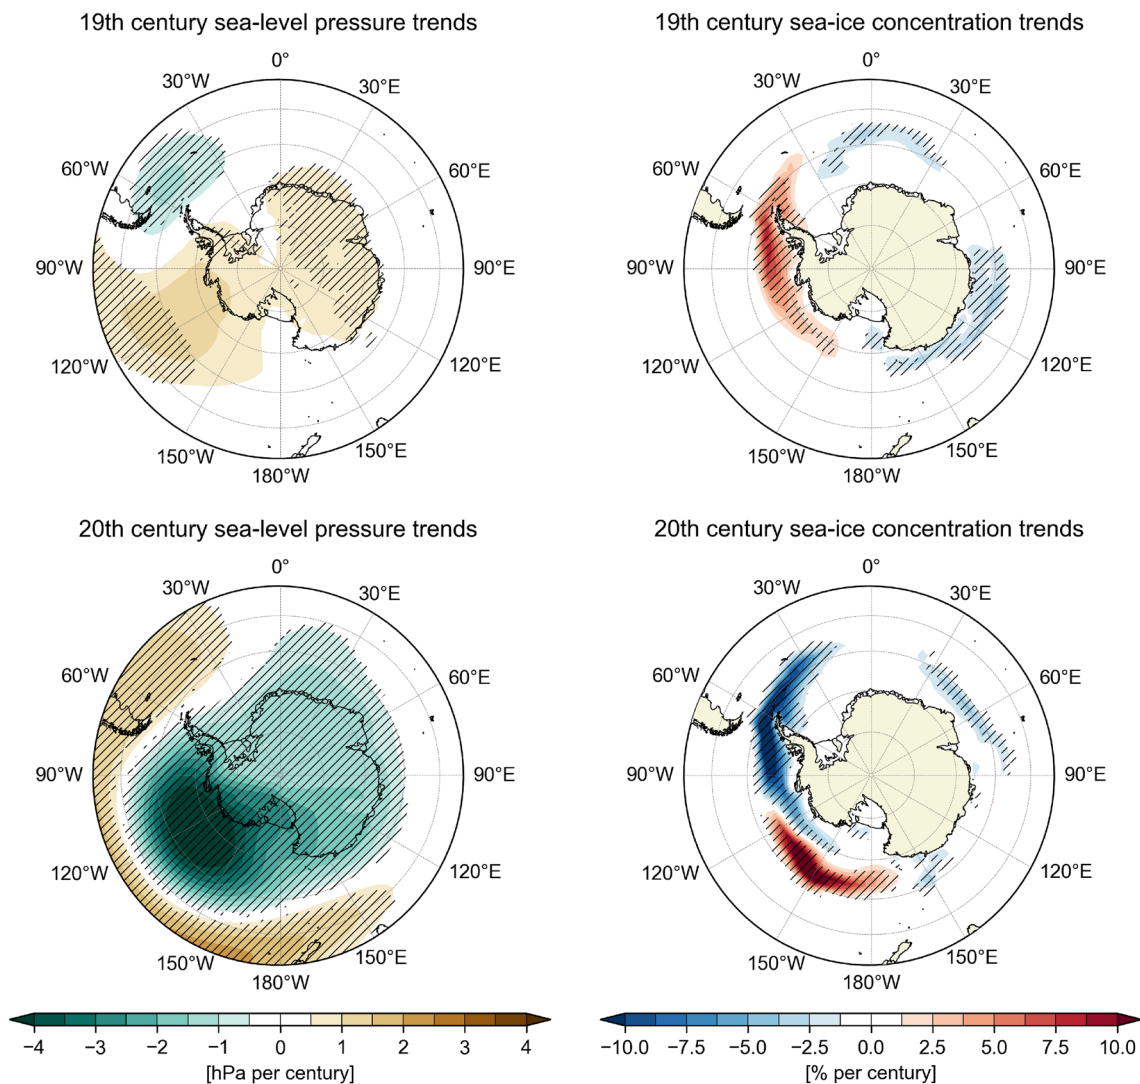 19th century sea-level pressure trends
19th century sea-ice concentration trends
0°
30°W
30°E
60°W
60°E
90°W
90°E
120°W
120°E
150°W
150°E
180°W
0°
30°W
30°E
60°W
60°E
90°W
90°E
120°W
120°E
150°W
150°E
180°W
20th century sea-level pressure trends
20th century sea-ice concentration trends
0°
30°W
30°E
60°W
60°E
90°W
90°E
120°W
120°E
150°W
150°E
180°W
0°
30°W
30°E
60°W
60°E
90°W
90°E
120°W
120°E
150°W
150°E
180°W
−4 −3 −2 −1 0 1 2 3 4
[hPa per century]
−10.0 −7.5 −5.0 −2.5 0.0 2.5 5.0 7.5 10.0
[% per century]